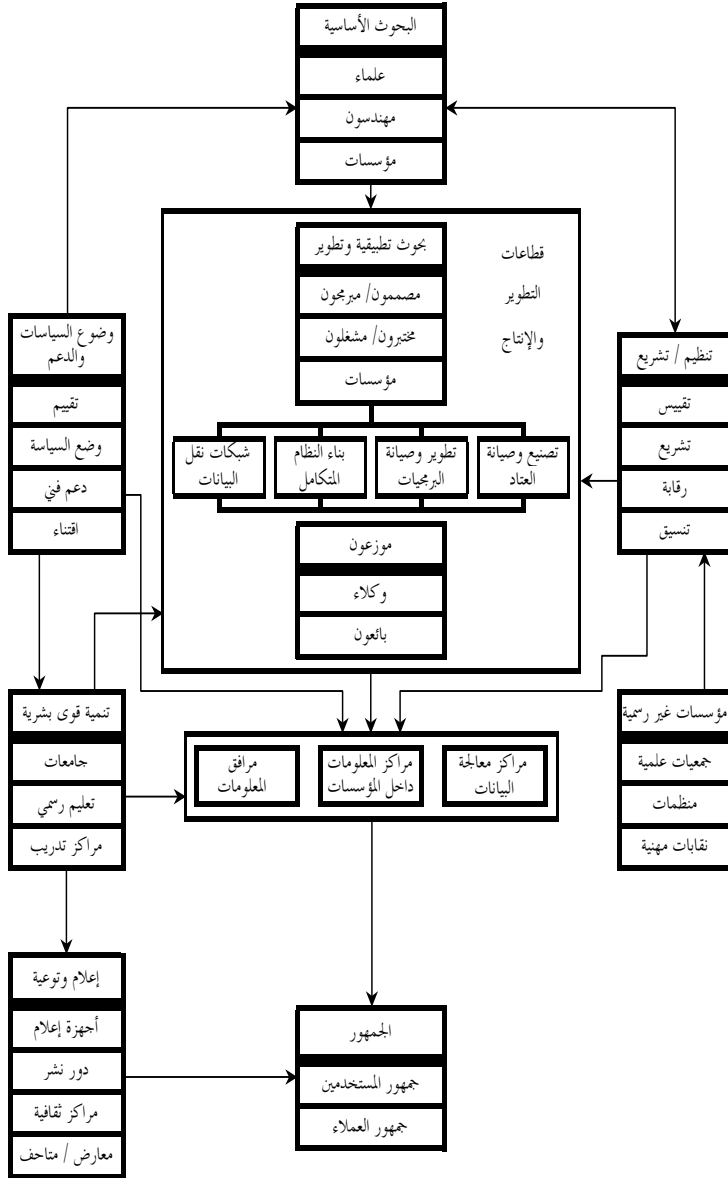 البحوث الأساسية
علماء
مهندسون
مؤسسات
بحوث تطبيقية وتطوير
مصممون/ مبرمجون
مختبرون/ مشغلون
مؤسسات
قطاعات
التطوير
والإنتاج
تصنيع وصيانة
العتاد
تطوير وصيانة
البرمجيات
بناء النظام
المتكامل
شبكات نقل
البيانات
موزعون
وكلاء
بائعون
تنظيم / تشريع
تقييس
تشريع
رقابة
تنسيق
وضوع السياسات
والدعم
تقييم
وضع السياسة
دعم فني
اقتناء
مؤسسات غير رسمية
جمعيات علمية
منظمات
نقابات مهنية
مراكز معالجة
البيانات
مراكز المعلومات
داخل المؤسسات
مرافق
المعلومات
تنمية قوى بشرية
جامعات
تعليم رسمي
مراكز تدريب
الجمهور
جمهور المستخدمين
جمهور العملاء
إعلام وتوعية
أجهزة إعلام
دور نشر
مراكز ثقافية
معارض / متاحف